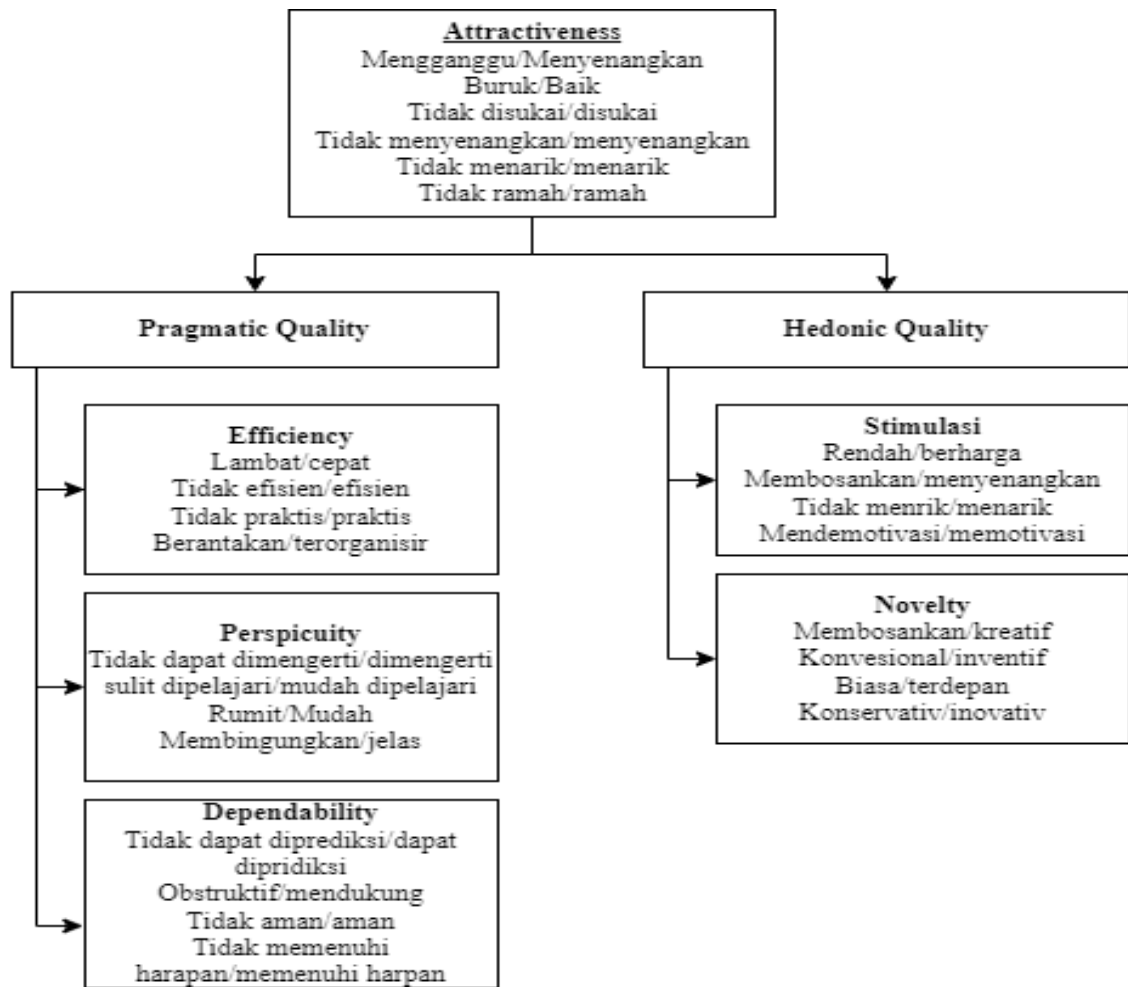 Attractiveness
Mengganggu/Menyenangkan
Buruk/Baik
Tidak disukai/disukai
Tidak menyenangkan/menyenangkan
Tidak menarik/menarik
Tidak ramah/ramah
Pragmatic Quality
Efficiency
Lambat/cepat
Tidak efisien/efisien
Tidak praktis/praktis
Berantakan/terorganisir
Perspicuity
Tidak dapat dimengerti/dimengerti
sulit dipelajari/mudah dipelajari
Rumit/Mudah
Membingungkan/jelas
Dependability
Tidak dapat diprediksi/dapat
dipridiksi
Obstruktif/mendukung
Tidak aman/aman
Tidak memenuhi
harapan/memenuhi harpan
Hedonic Quality
Stimulasi
Rendah/berharga
Membosankan/menyenangkan
Tidak menrik/menarik
Mendemotivasi/memotivasi
Novelty
Membosankan/kreatif
Konvesional/inventif
Biasa/terdepan
Konservativ/inovativ